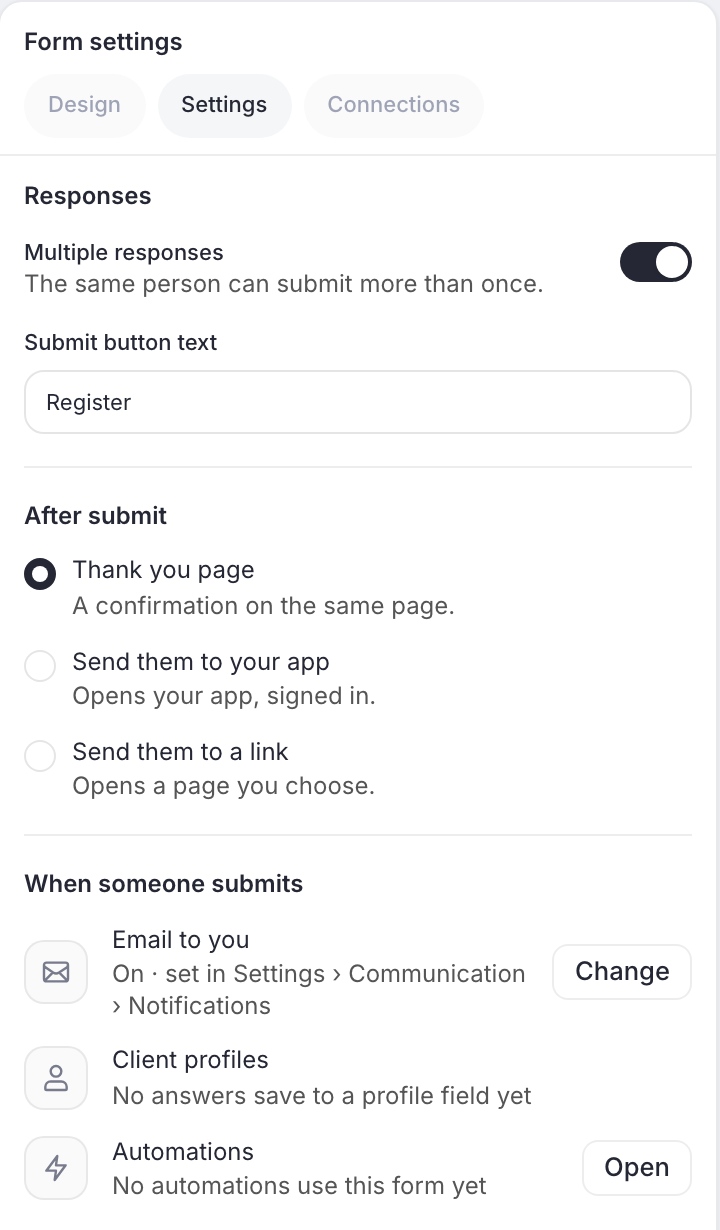 Form settings
Design
Settings
Connections
Responses
Multiple responses
The same person can submit more than once.
Submit button text
Register
After submit
Thank you page
A confirmation on the same page.
Send them to your app
Opens your app, signed in.
Send them to a link
Opens a page you choose.
When someone submits
Email to you
On · set in Settings › Communication
› Notifications
Change
Client profiles
No answers save to a profile field yet
Automations
No automations use this form yet
Open